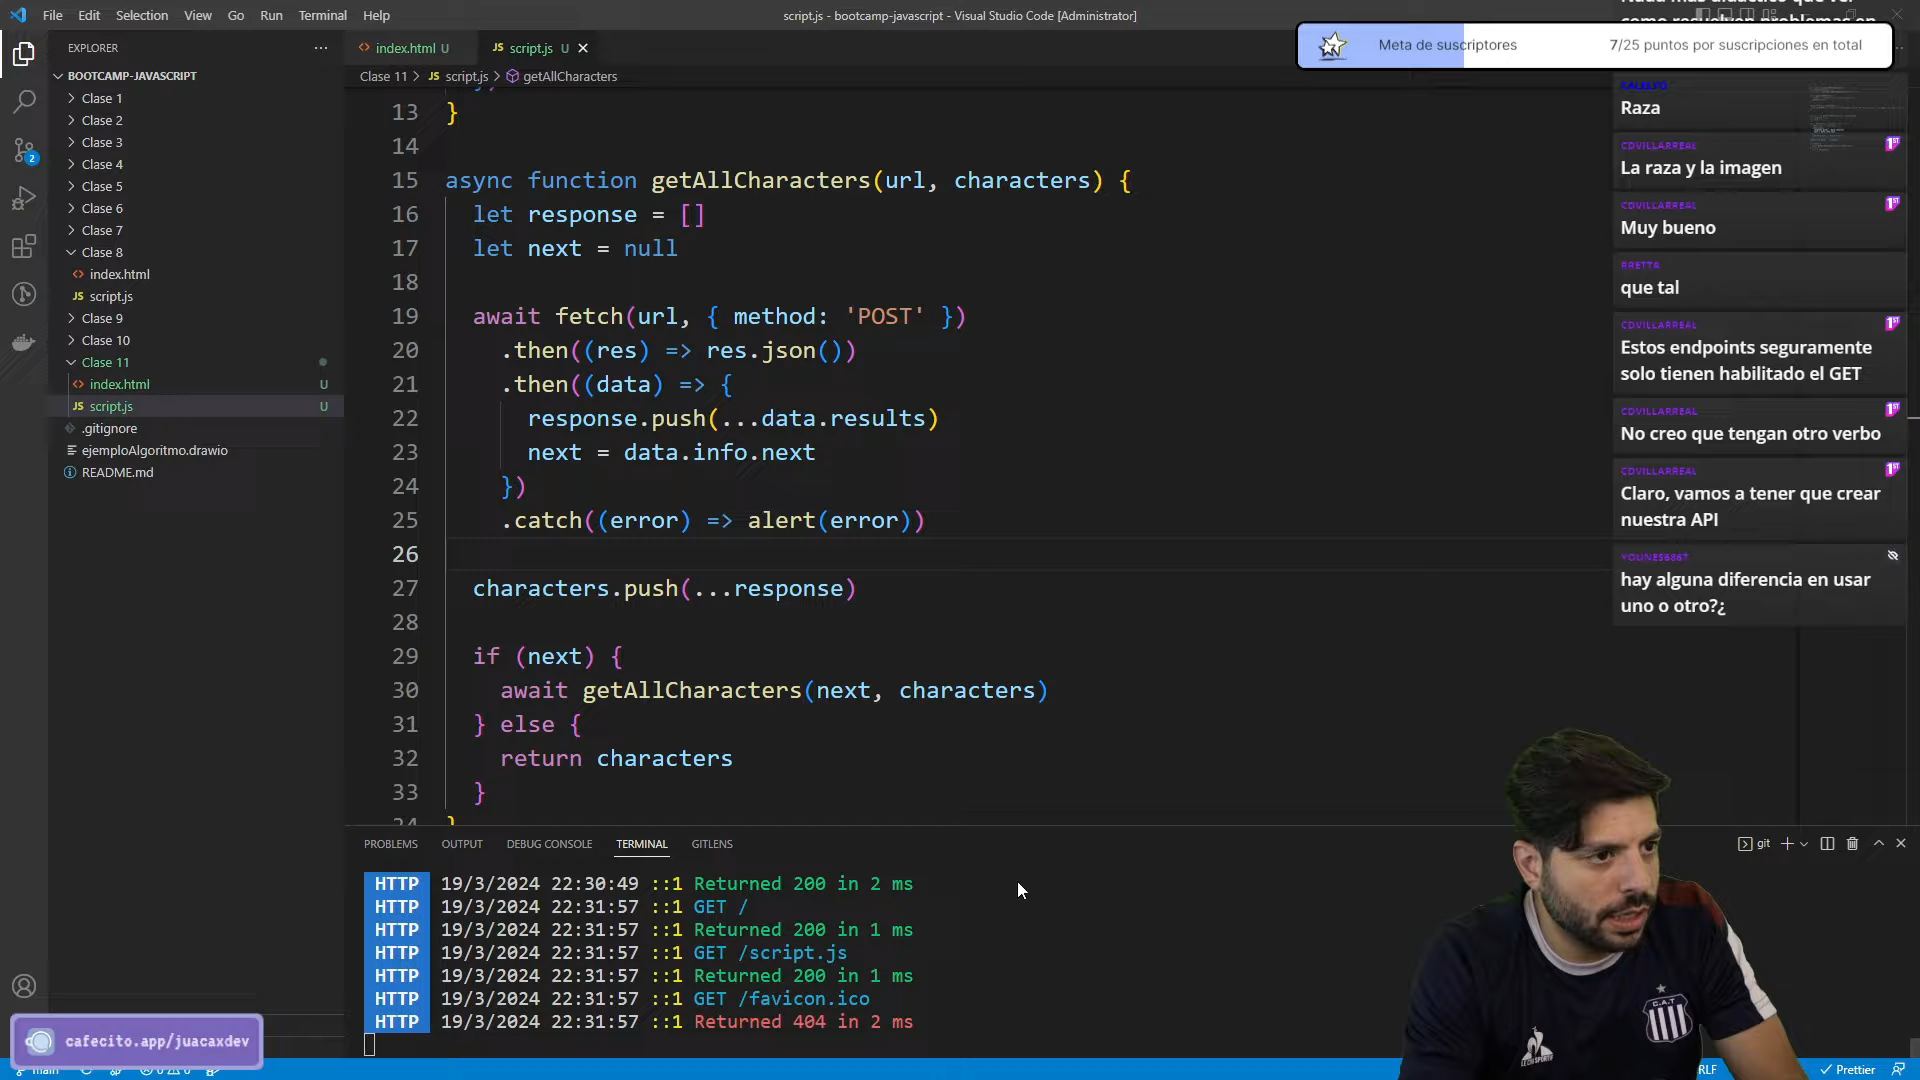 File Edit Selection View Go Run Terminal Help
script.js - bootcamp-javascript - Visual Studio Code [Administrator]
Meta de suscriptores 7/25 puntos por suscripciones en total
EXPLORER
BOOTCAMP-JAVASCRIPT
Clase 1
Clase 2
Clase 3
Clase 4
Clase 5
Clase 6
Clase 7
Clase 8
index.html
script.js
Clase 9
Clase 10
Clase 11
index.html U
script.js U
.gitignore
ejemploAlgoritmo.drawio
README.md
2
index.html U
script.js U
Clase 11 > script.js > getAllCharacters
13 }
14
15 async function getAllCharacters(url, characters) {
16 let response = []
17 let next = null
18
19 await fetch(url, { method: 'POST' })
20 .then((res) => res.json())
21 .then((data) => {
22 response.push(...data.results)
23 next = data.info.next
24 })
25 .catch((error) => alert(error))
26
27 characters.push(...response)
28
29 if (next) {
30 await getAllCharacters(next, characters)
31 } else {
32 return characters
33 }
34 }
PROBLEMS OUTPUT DEBUG CONSOLE TERMINAL GITLENS
git
HTTP 19/3/2024 22:30:49 ::1 Returned 200 in 2 ms
HTTP 19/3/2024 22:31:57 ::1 GET /
HTTP 19/3/2024 22:31:57 ::1 Returned 200 in 1 ms
HTTP 19/3/2024 22:31:57 ::1 GET /script.js
HTTP 19/3/2024 22:31:57 ::1 Returned 200 in 1 ms
HTTP 19/3/2024 22:31:57 ::1 GET /favicon.ico
HTTP 19/3/2024 22:31:57 ::1 Returned 404 in 2 ms
Raza
CDVILLARREAL
La raza y la imagen
CDVILLARREAL
Muy bueno
que tal
CDVILLARREAL
Estos endpoints seguramente
solo tienen habilitado el GET
CDVILLARREAL
No creo que tengan otro verbo
CDVILLARREAL
Claro, vamos a tener que crear
nuestra API
hay alguna diferencia en usar
uno o otro?¿
C.A.T
cafecito.app/juacaxdev
main
Prettier